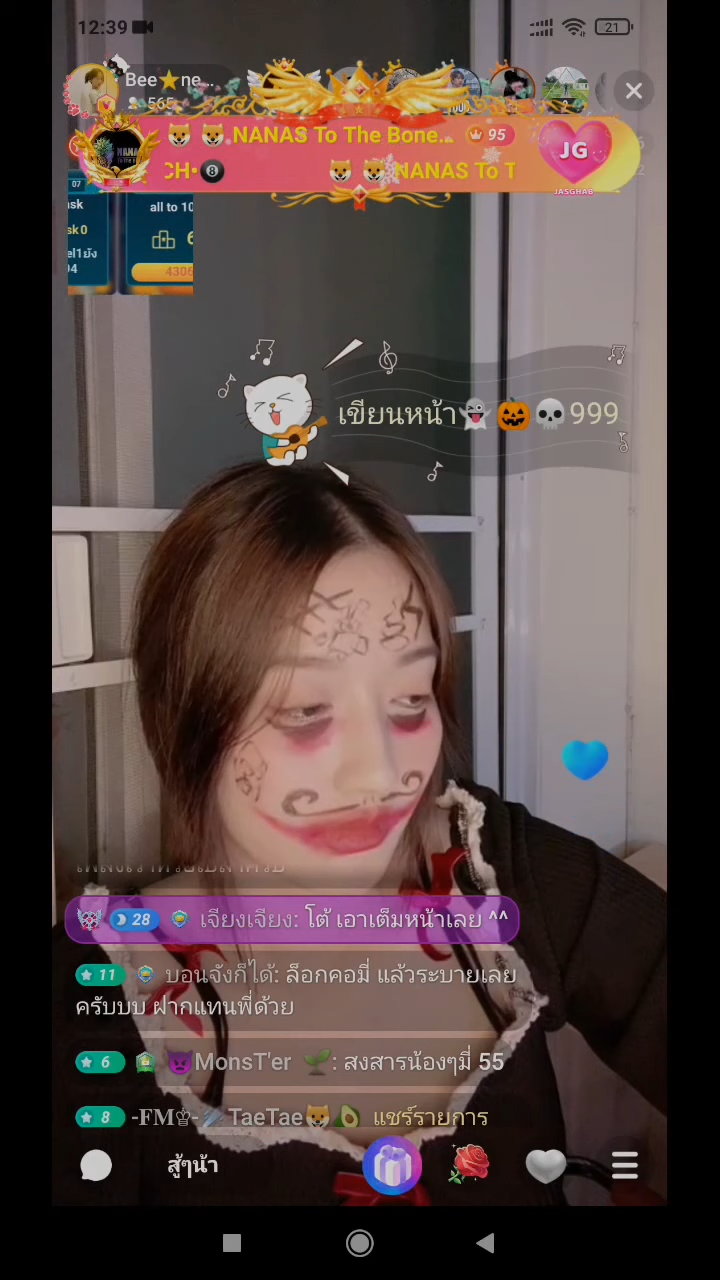 12:39
21
Bee⭐ne...
565
NANAS To The Bone...
95
JG
CH•🎱
NANAS To T
JASGHAB
07
all to 10
4306
เขียนหน้า👻🎃💀999
28 เจียงเจียง: โต้ เอาเต็มหน้าเลย ^^
11 บอนจังก็ได้: ล็อกคอมี่ แล้วระบายเลย
ครับบบ ฝากแทนพี่ด้วย
6 😈MonsT'er 🌱: สงสารน้องๆมี่ 55
8 -FM♔-TaeTae🐯🥑 แชร์รายการ
สู้ๆน้า